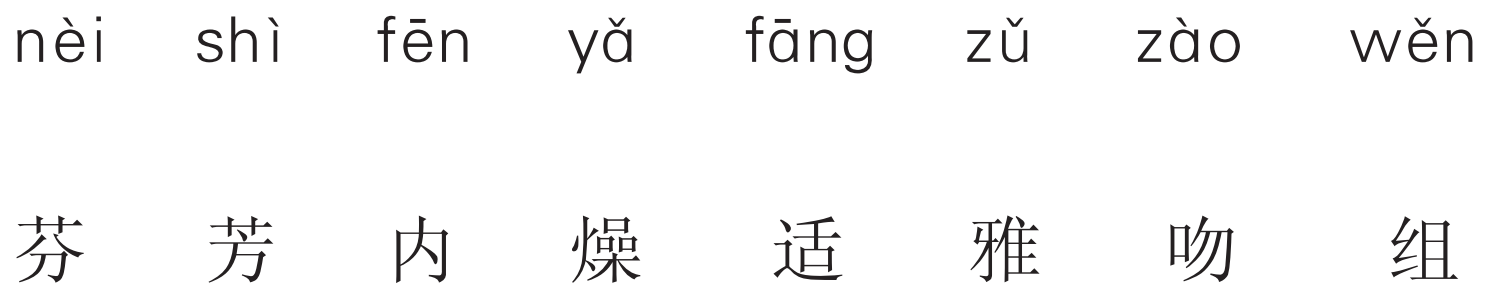 nèi shì fēn yǎ fāng zǔ zào wěn
芬 芳 内 燥 适 雅 吻 组